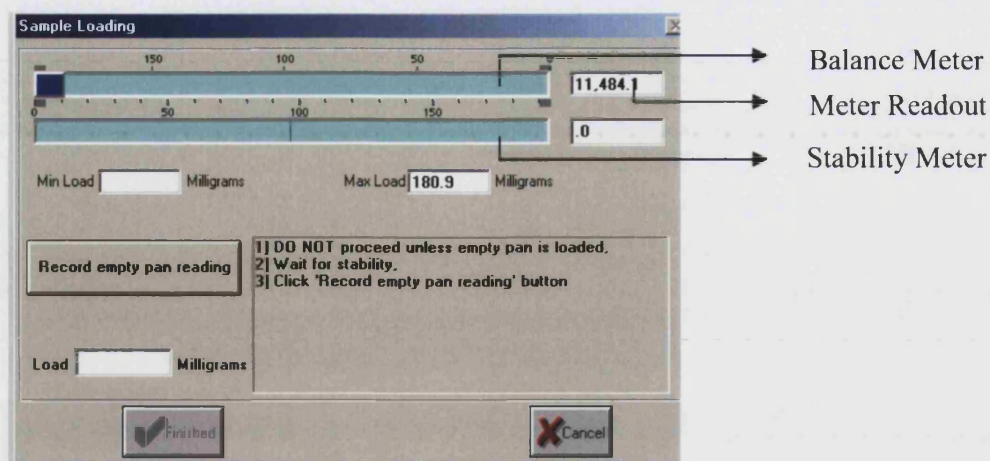 Sample Loading
150 100 50
11,484.1
0 50 100 150
.0
Min Load Milligrams Max Load 180.9 Milligrams
Record empty pan reading
1] DO NOT proceed unless empty pan is loaded,
2] Wait for stability,
3] Click 'Record empty pan reading' button
Load Milligrams
Finished Cancel
Balance Meter
Meter Readout
Stability Meter